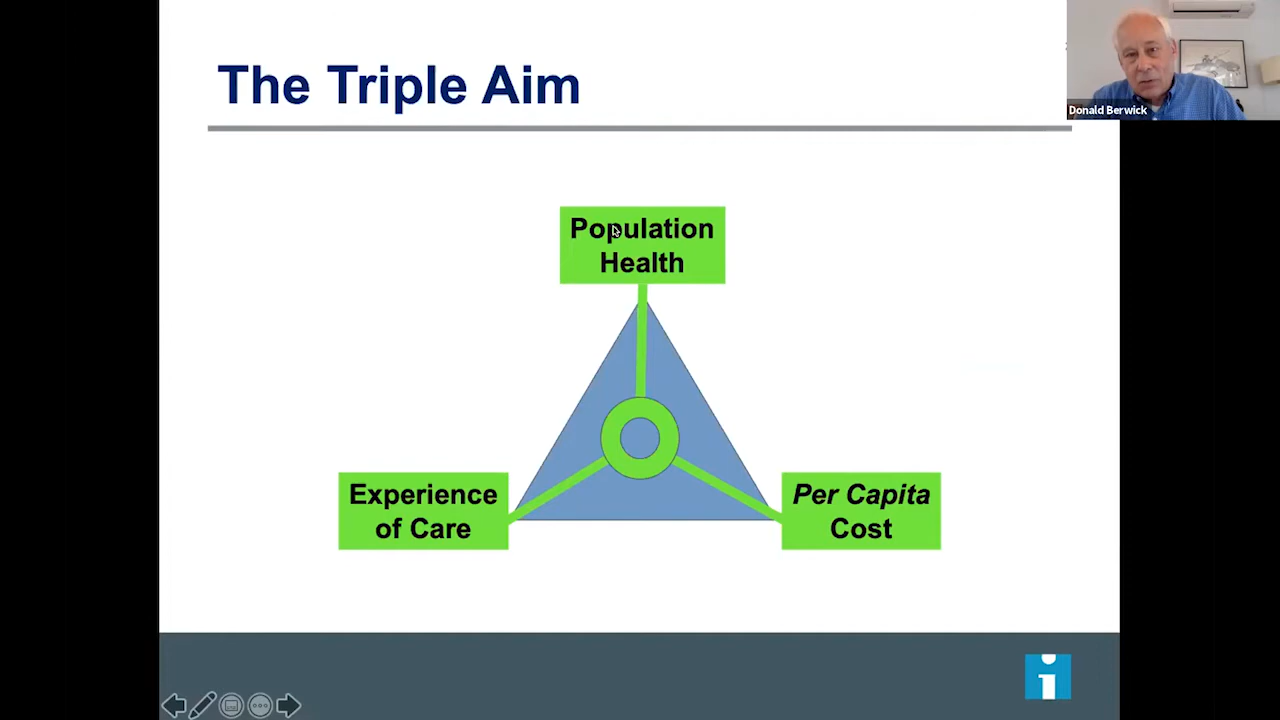 The Triple Aim
Donald Berwick
Population
Health
Experience
of Care
Per Capita
Cost